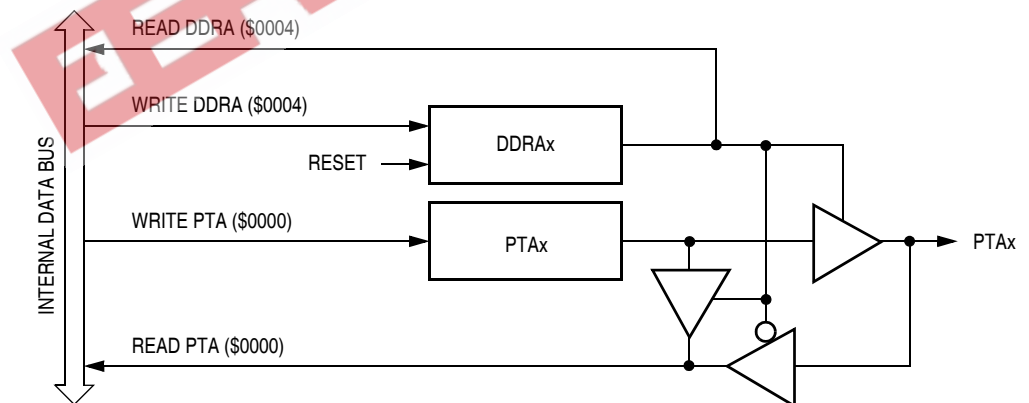 READ DDRA ($0004)
WRITE DDRA ($0004)
DDRAx
RESET
INTERNAL DATA BUS
WRITE PTA ($0000)
PTAx
PTAx
READ PTA ($0000)